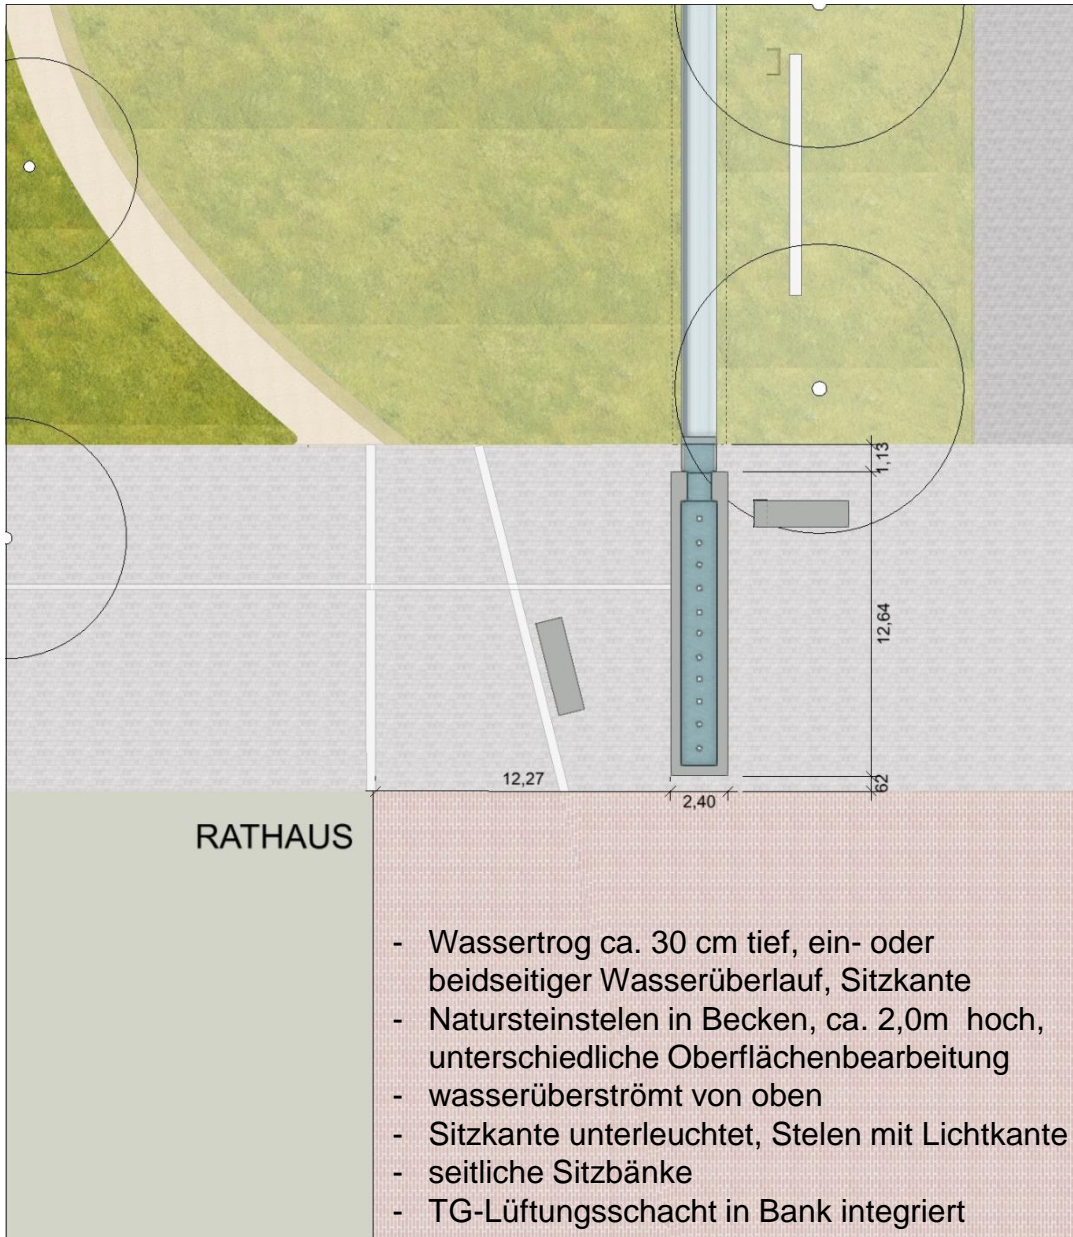 1,13
12,64
12,27
62
2,40
RATHAUS
- Wassertrog ca. 30 cm tief, ein- oder
beidseitiger Wasserüberlauf, Sitzkante
- Natursteinstelen in Becken, ca. 2,0m hoch,
unterschiedliche Oberflächenbearbeitung
- wasserüberströmt von oben
- Sitzkante unterleuchtet, Stelen mit Lichtkante
- seitliche Sitzbänke
- TG-Lüftungsschacht in Bank integriert